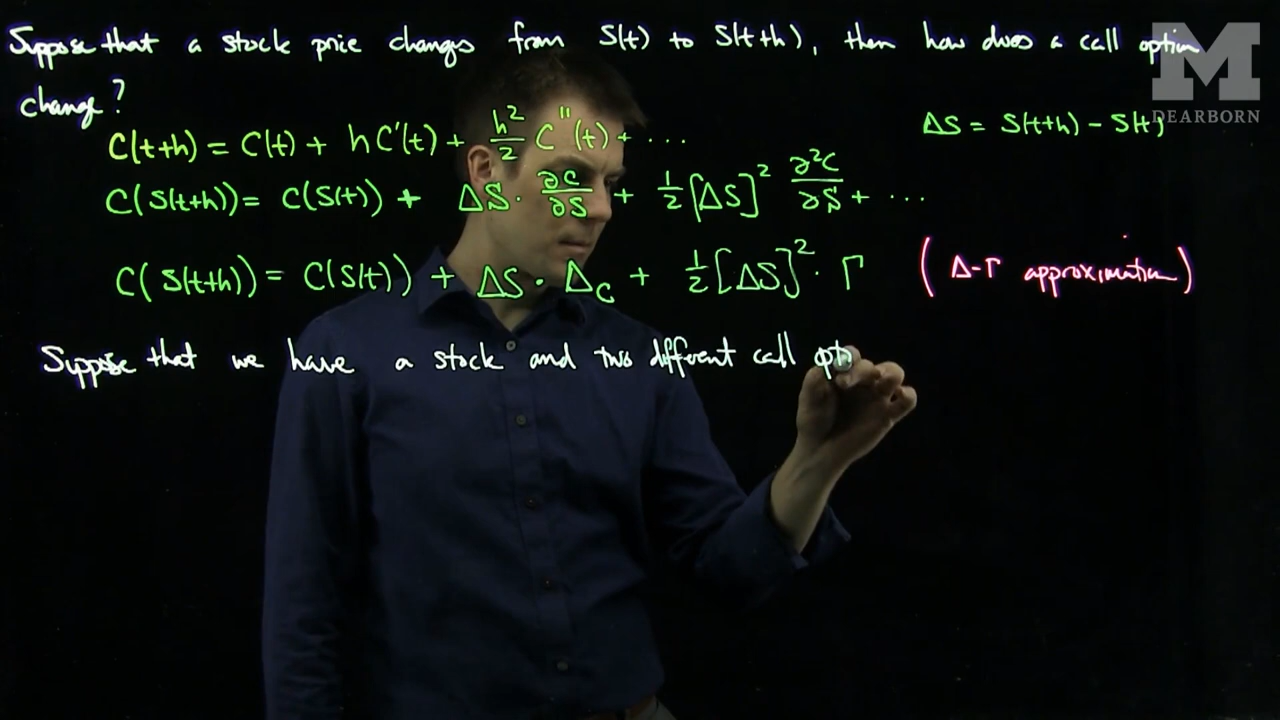 Suppose that a stock price changes from S(t) to S(t+h), then how does a call option
change?
ΔS = S(t+h) - S(t)
C(t+h) = C(t) + hC'(t) + h²/2 C''(t) + ...
C(S(t+h)) = C(S(t)) + ΔS · ∂C/∂S + 1/2 [ΔS]² ∂²C/∂S + ...
C(S(t+h)) = C(S(t)) + ΔS · Δ_C + 1/2 [ΔS]² · Γ (Δ-Γ approximation)
Suppose that we have a stock and two different call opt
M
DEARBORN